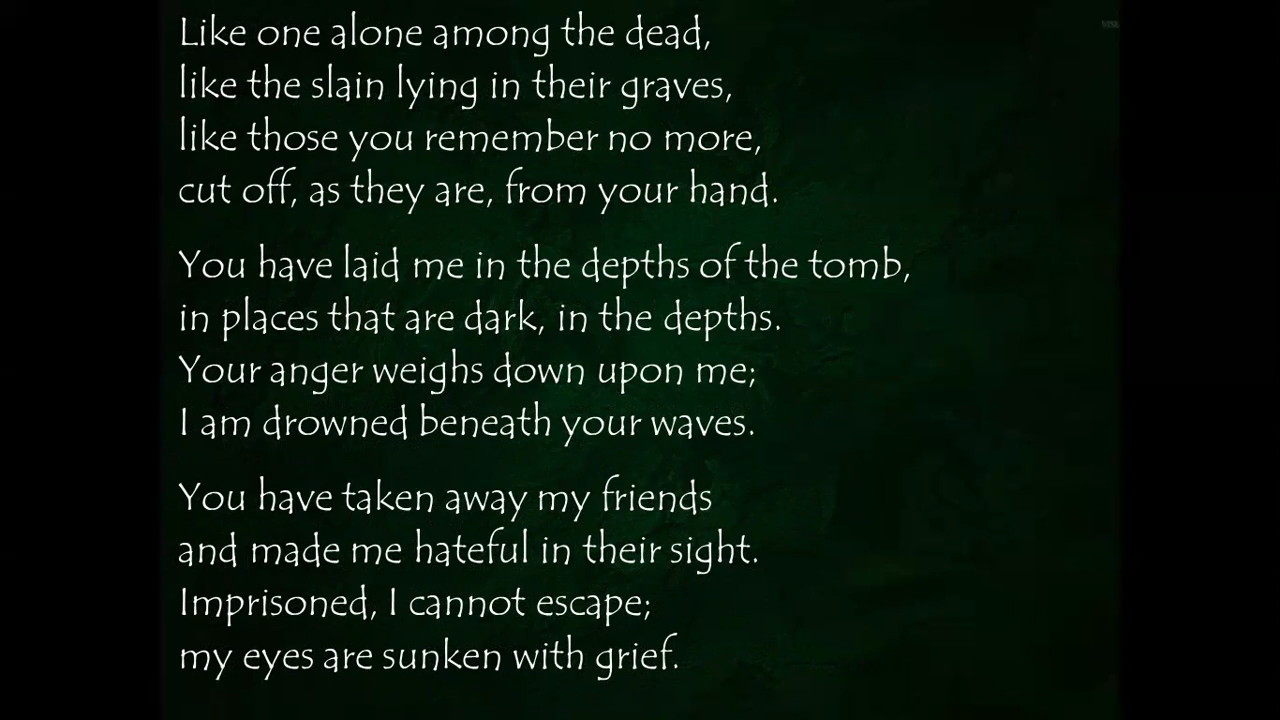 Like one alone among the dead,
like the slain lying in their graves,
like those you remember no more,
cut off, as they are, from your hand.
You have laid me in the depths of the tomb,
in places that are dark, in the depths.
Your anger weighs down upon me;
I am drowned beneath your waves.
You have taken away my friends
and made me hateful in their sight.
Imprisoned, I cannot escape;
my eyes are sunken with grief.